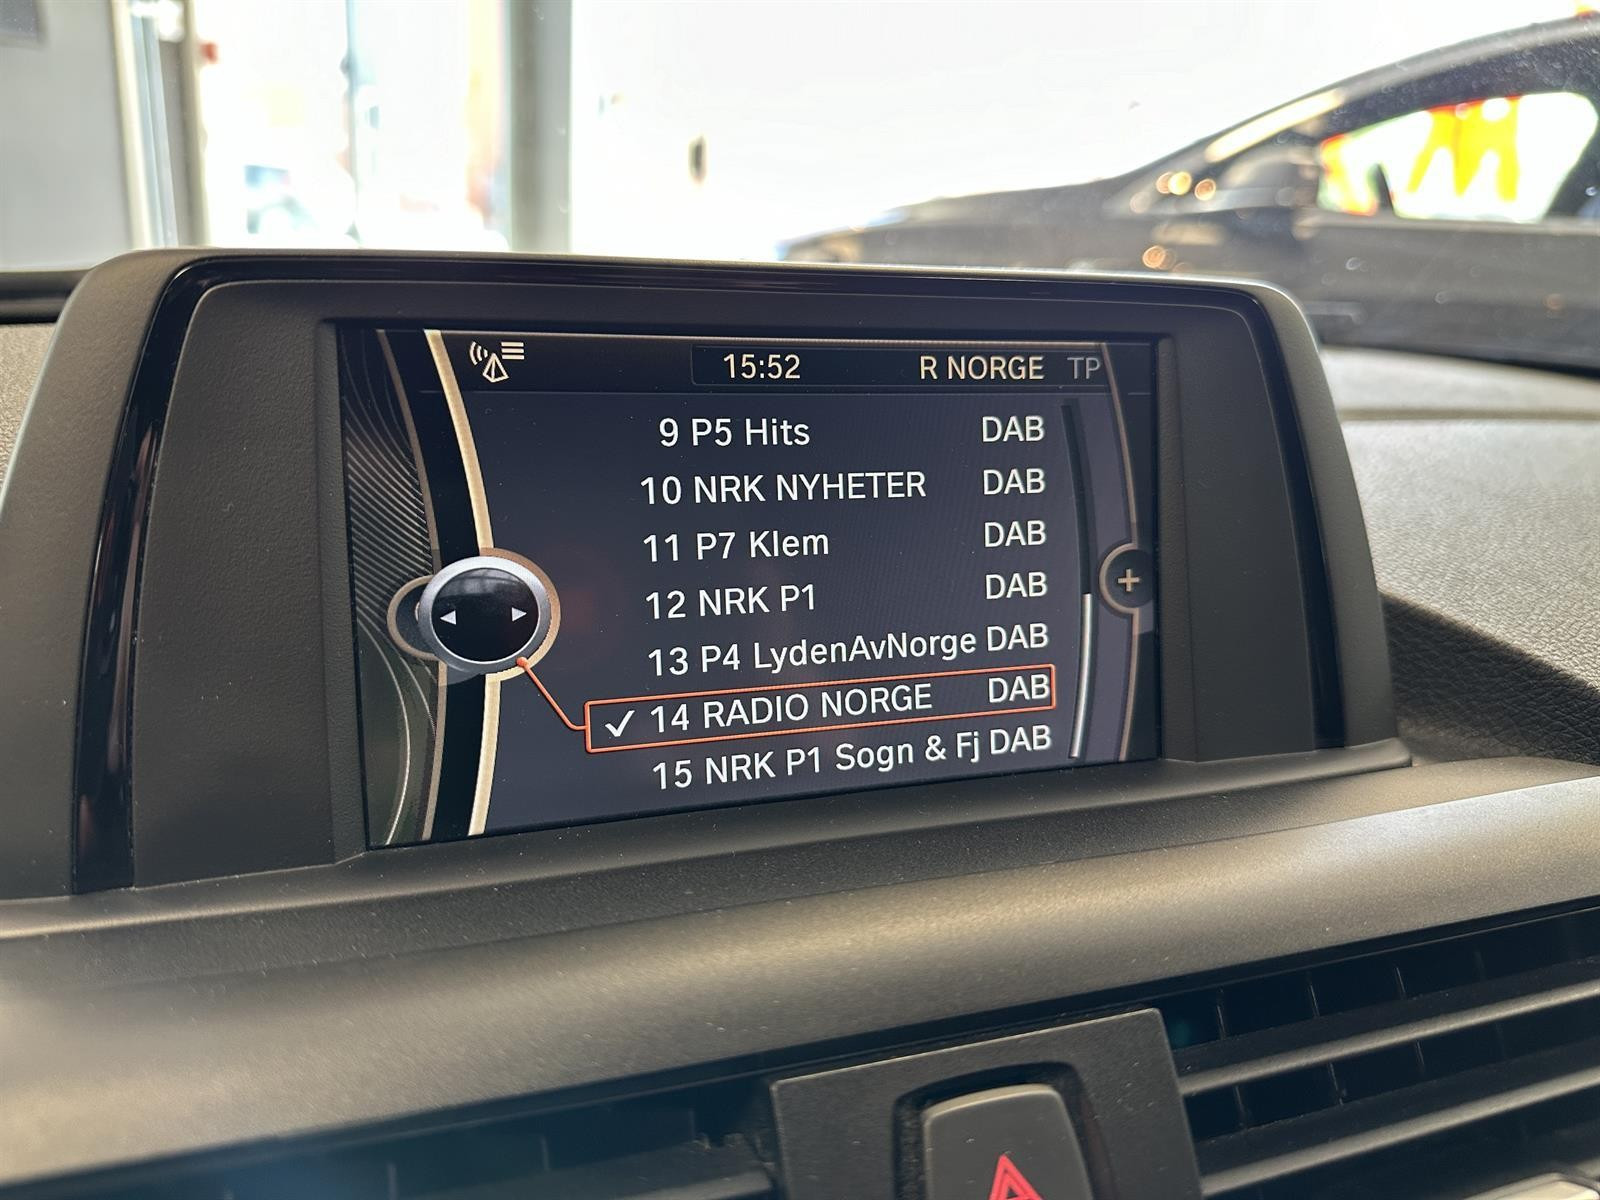 15:52 R NORGE TP
9 P5 Hits DAB
10 NRK NYHETER DAB
11 P7 Klem DAB
12 NRK P1 DAB
13 P4 LydenAvNorge DAB
✓ 14 RADIO NORGE DAB
15 NRK P1 Sogn & Fj DAB